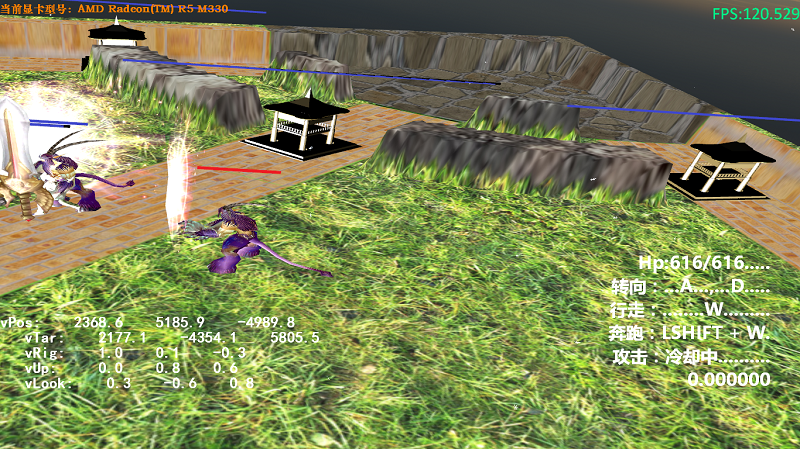 当前显卡型号: AMD Radeon(TM) R5 M330
FPS:120.529
Hp:616/616.....
转向：...A......D.....
行走：........W........
奔跑：LSHIFT + W.
攻击：冷却中..........
0.000000
vPos: 2368.6 5185.9 -4989.8
vTar: 2177.1 -4354.1 5805.5
vRig: 1.0 0.1 -0.3
vUp: 0.0 0.8 0.6
vLook: 0.3 -0.6 0.8